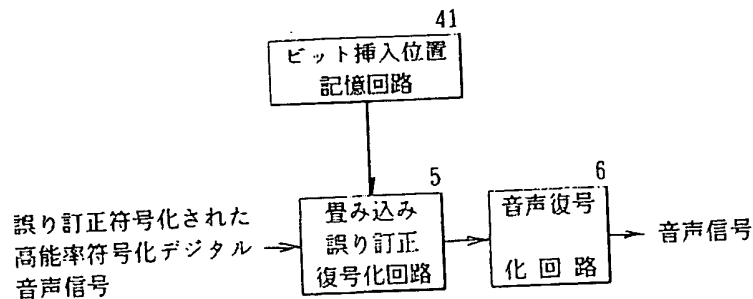 41
ビット挿入位置
記憶回路
5
6
誤り訂正符号化された
高能率符号化デジタル
音声信号
畳み込み
誤り訂正
復号化回路
音声復号
化回路
音声信号